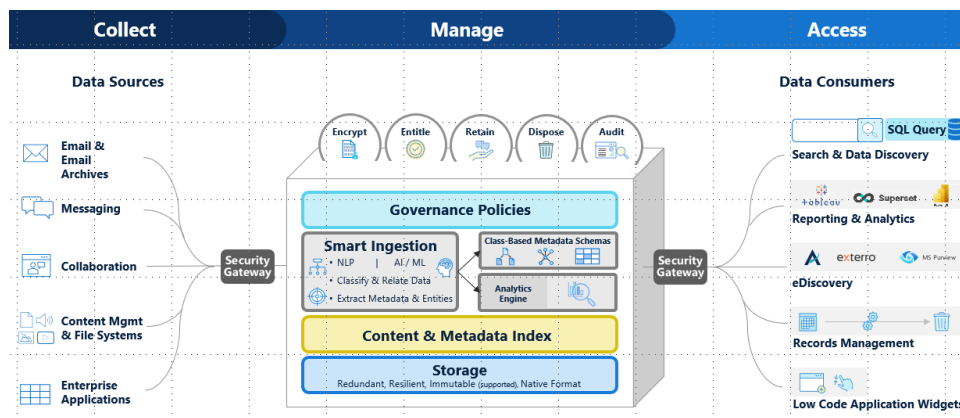 Collect
Manage
Access
Data Sources
Email &
Email
Archives
Messaging
Collaboration
Content Mgmt
& File Systems
Enterprise
Applications
Security
Gateway
Encrypt
Entitle
Retain
Dispose
Audit
Governance Policies
Smart Ingestion
• NLP | AI / ML
• Classify & Relate Data
• Extract Metadata & Entities
Class-Based Metadata Schemas
Analytics
Engine
Content & Metadata Index
Storage
Redundant, Resilient, Immutable (supported), Native Format
Security
Gateway
Data Consumers
SQL Query
Search & Data Discovery
tableau
Superset
Reporting & Analytics
exterro
MS Purview
eDiscovery
Records Management
Low Code Application Widgets